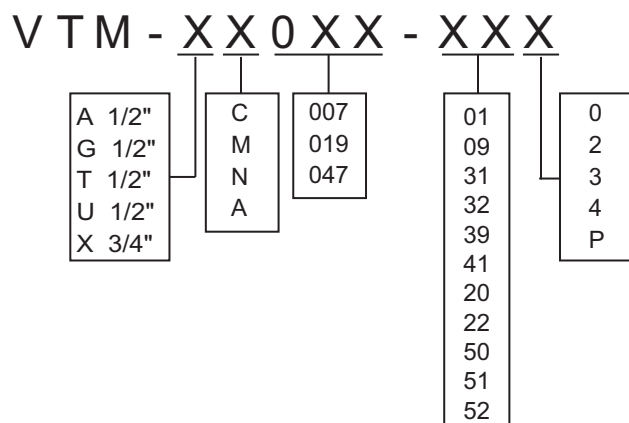 VTM-XX0XX-XXX
A 1/2"
G 1/2"
T 1/2"
U 1/2"
X 3/4"
C
M
N
A
007
019
047
01
09
31
32
39
41
20
22
50
51
52
0
2
3
4
P